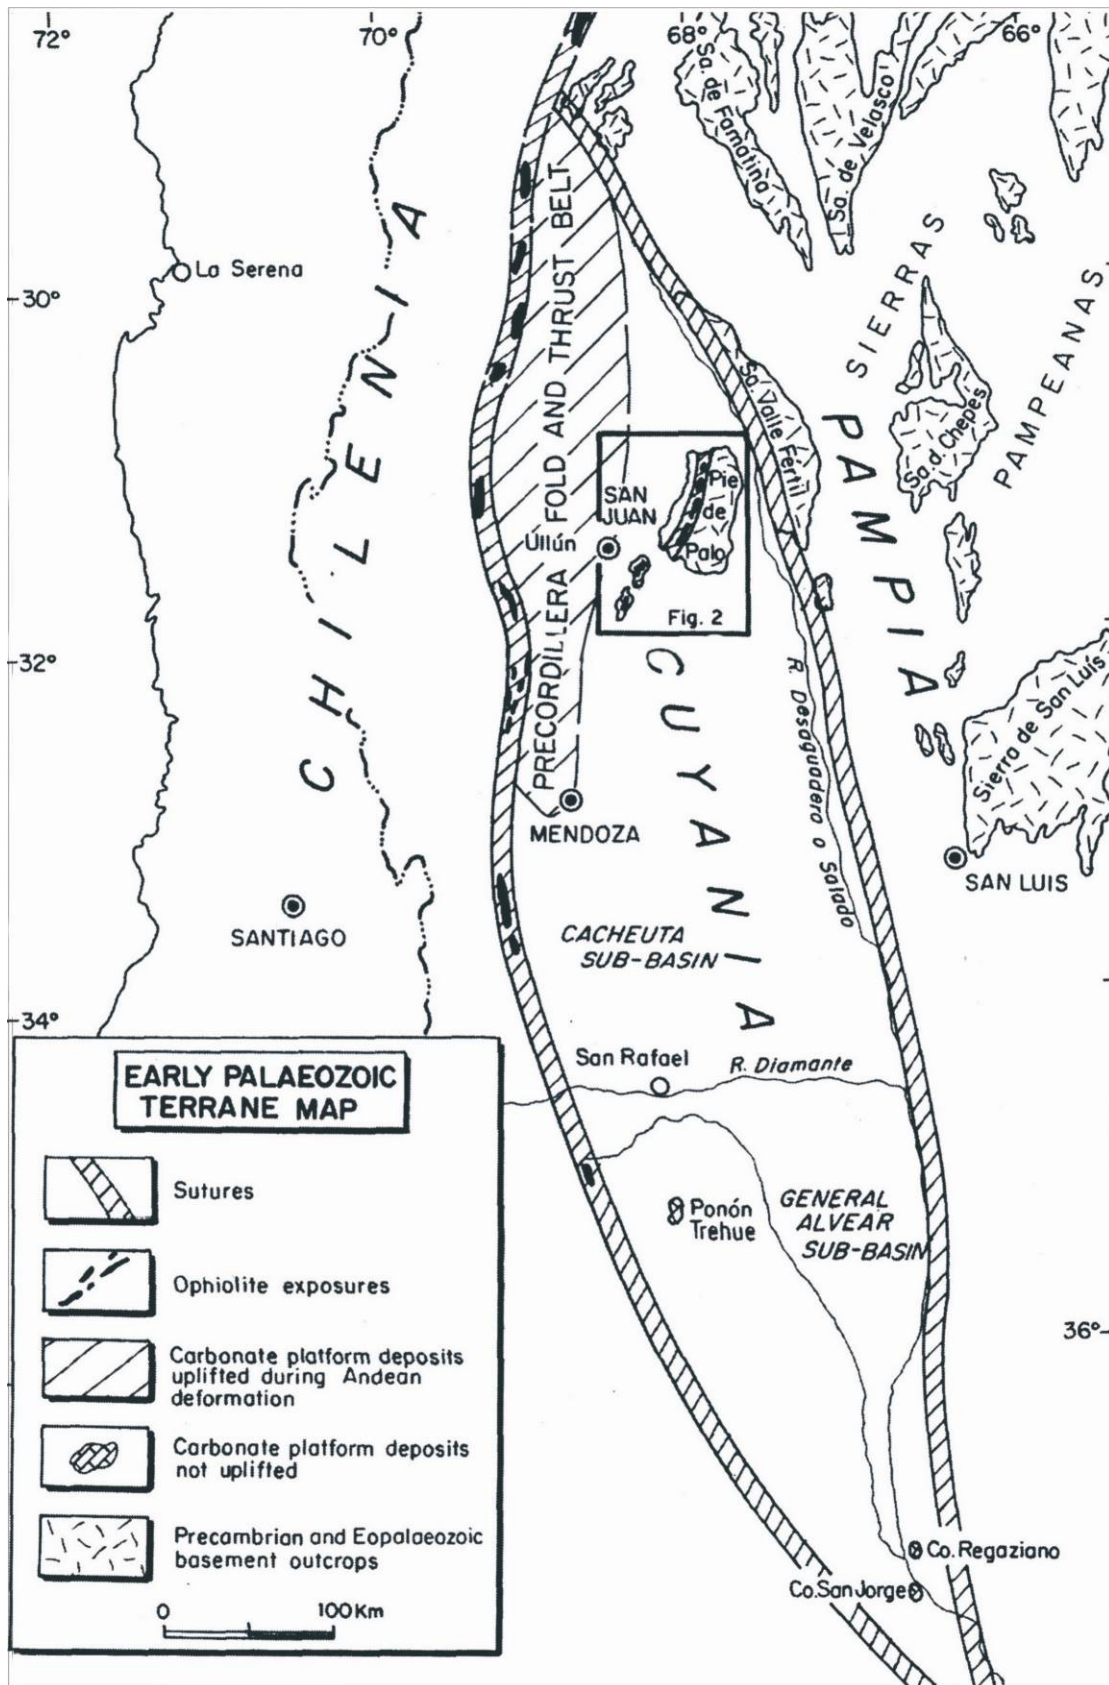 72°
70°
68°
66°
Sa. de Famatina
Sa. de Velasco
La Serena
30°
CHILENIA
PRECORDILLERA FOLD AND THRUST BELT
SIERRAS
PAMPEANAS
Sa. Valle Fértil
Sa. d. Chepes
PAMPIA
SAN
JUAN
Ullún
Pie
de
Palo
Fig. 2
32°
CUYANIA
R. Desaguadero o Salado
Sierra de San Luís
MENDOZA
SAN LUIS
SANTIAGO
CACHEUTA
SUB-BASIN
34°
San Rafael
R. Diamante
Ponón
Trehue
GENERAL
ALVEAR
SUB-BASIN
36°
Co. Regaziano
Co. San Jorge
EARLY PALAEOZOIC
TERRANE MAP
Sutures
Ophiolite exposures
Carbonate platform deposits
uplifted during Andean
deformation
Carbonate platform deposits
not uplifted
Precambrian and Eopalaeozoic
basement outcrops
0
100 Km